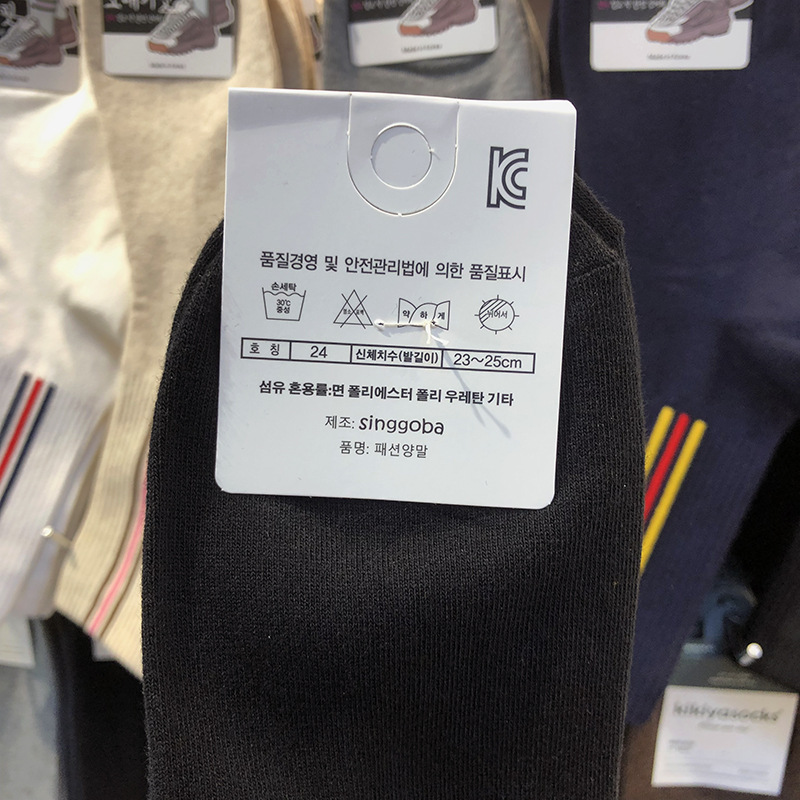 KC
품질경영 및 안전관리법에 의한 품질표시
손세탁
30℃
중성
약하게
뉘어서
호 칭 24 신체치수(발길이) 23~25cm
섬유 혼용률:면 폴리에스터 폴리 우레탄 기타
제조: singgoba
품명: 패션양말
kikiyasocks